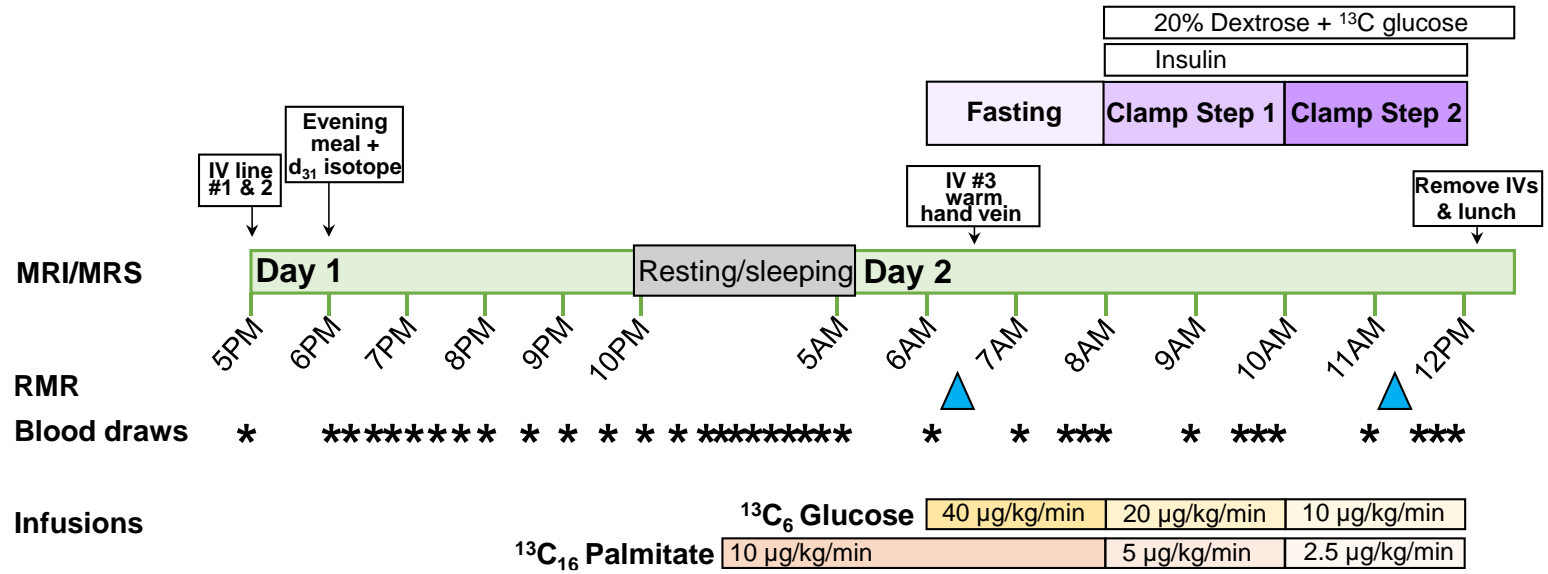 20% Dextrose + ¹³C glucose
Insulin
Fasting
Clamp Step 1
Clamp Step 2
Evening
meal +
d₃₁ isotope
IV line
#1 & 2
IV #3
warm
hand vein
Remove IVs
& lunch
MRI/MRS
Day 1
Resting/sleeping
Day 2
5PM
6PM
7PM
8PM
9PM
10PM
5AM
6AM
7AM
8AM
9AM
10AM
11AM
12PM
RMR
Blood draws
* ** *** *** * * * * * ********* * * *** * *** * ***
Infusions
¹³C₆ Glucose
40 µg/kg/min
20 µg/kg/min
10 µg/kg/min
¹³C₁₆ Palmitate
10 µg/kg/min
5 µg/kg/min
2.5 µg/kg/min